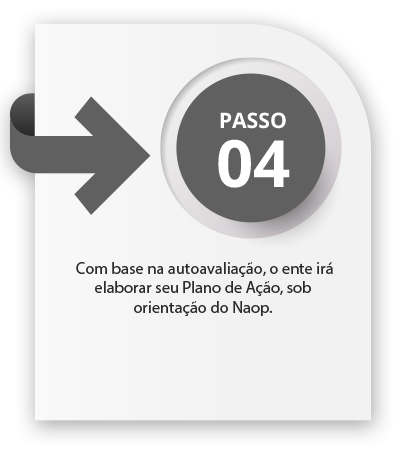 PASSO
04
Com base na autoavaliação, o ente irá
elaborar seu Plano de Ação, sob
orientação do Naop.